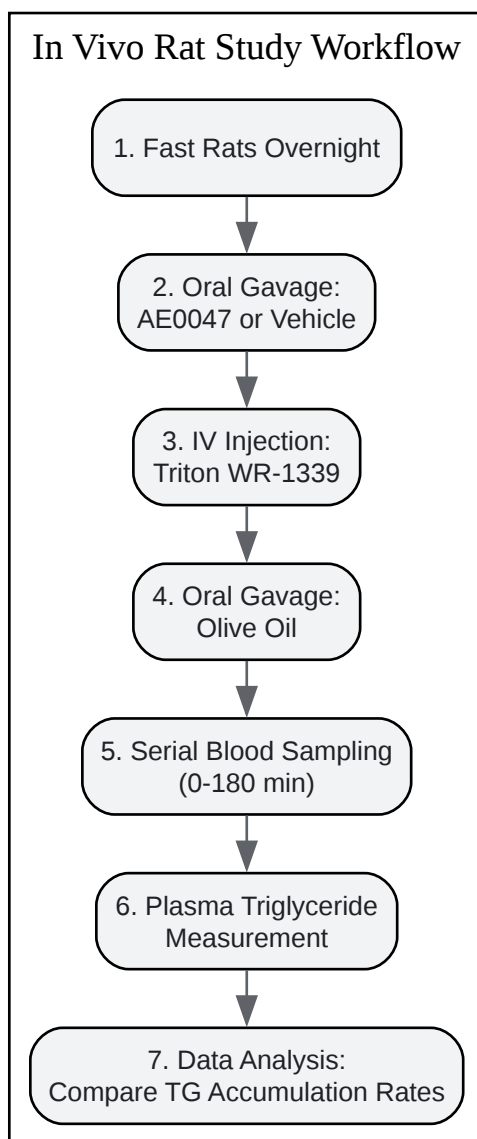 In Vivo Rat Study Workflow
1. Fast Rats Overnight
2. Oral Gavage:
AE0047 or Vehicle
3. IV Injection:
Triton WR-1339
4. Oral Gavage:
Olive Oil
5. Serial Blood Sampling
(0-180 min)
6. Plasma Triglyceride
Measurement
7. Data Analysis:
Compare TG Accumulation Rates